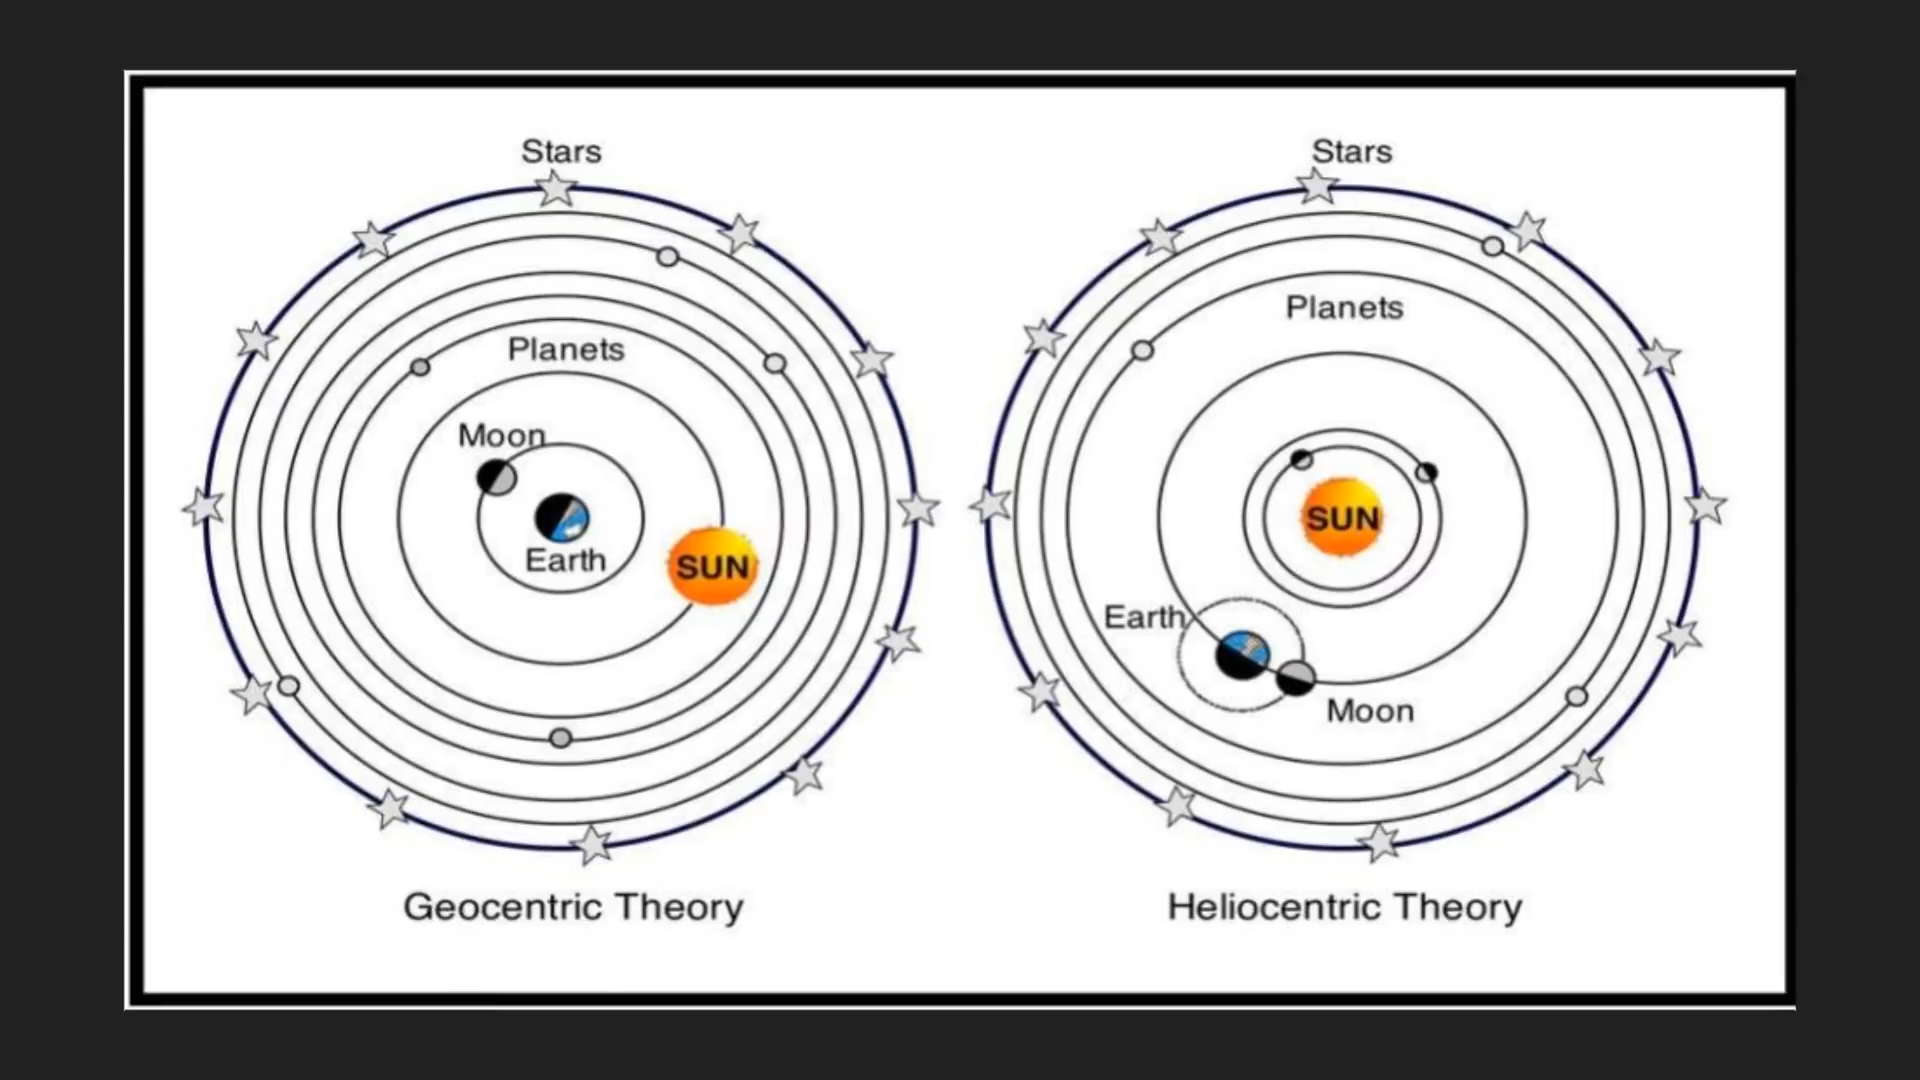 Stars
Planets
Moon
Earth
SUN
Geocentric Theory
Stars
Planets
SUN
Earth
Moon
Heliocentric Theory